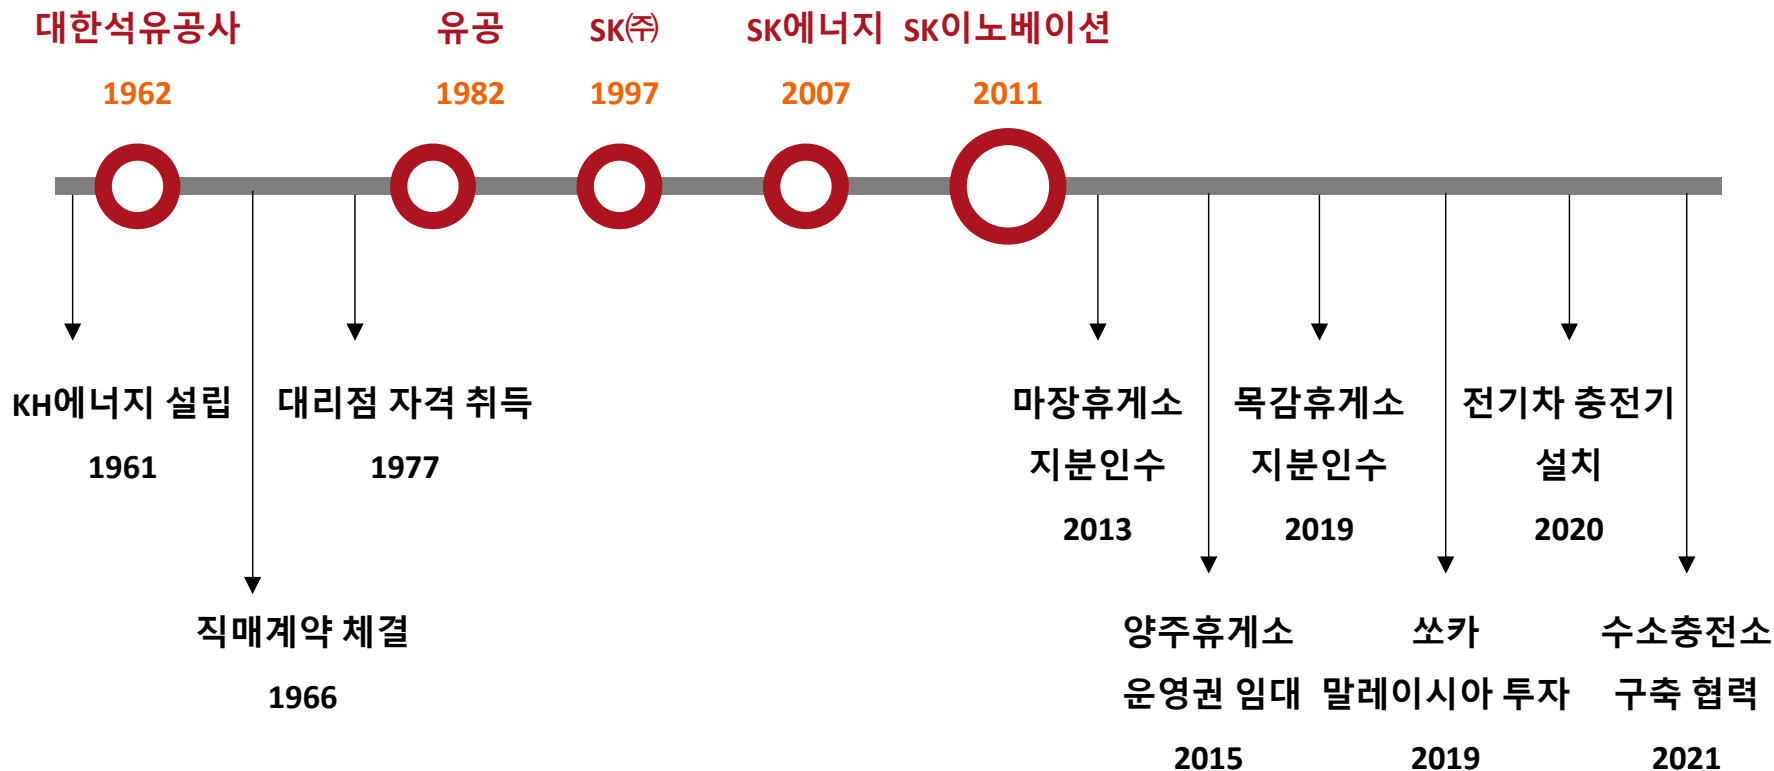 대한석유공사
1962
유공
1982
SK㈜
1997
SK에너지
2007
SK이노베이션
2011
KH에너지 설립
1961
대리점 자격 취득
1977
직매계약 체결
1966
마장휴게소
지분인수
2013
목감휴게소
지분인수
2019
전기차 충전기
설치
2020
양주휴게소
운영권 임대
2015
쏘카
말레이시아 투자
2019
수소충전소
구축 협력
2021